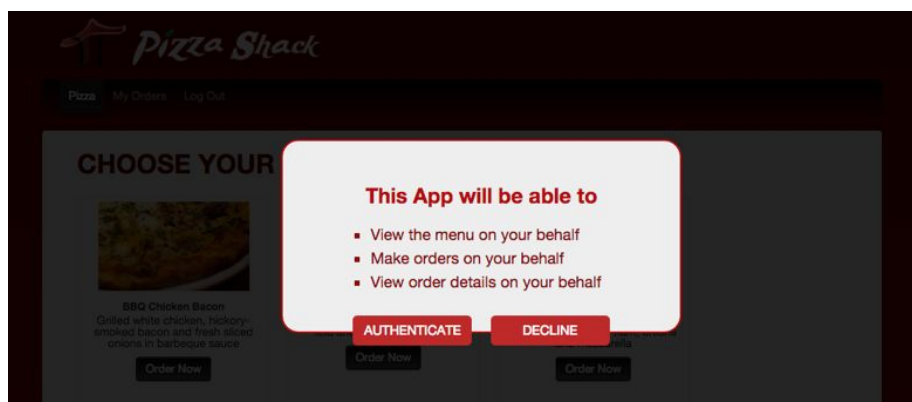 Pizza Shack
Pizza My Orders Log Out
CHOOSE YOUR
This App will be able to
View the menu on your behalf
Make orders on your behalf
View order details on your behalf
AUTHENTICATE DECLINE
BBQ Chicken Bacon
Grilled white chicken, hickory-
smoked bacon and fresh sliced
onions in barbeque sauce
Order Now
Order Now
Order Now